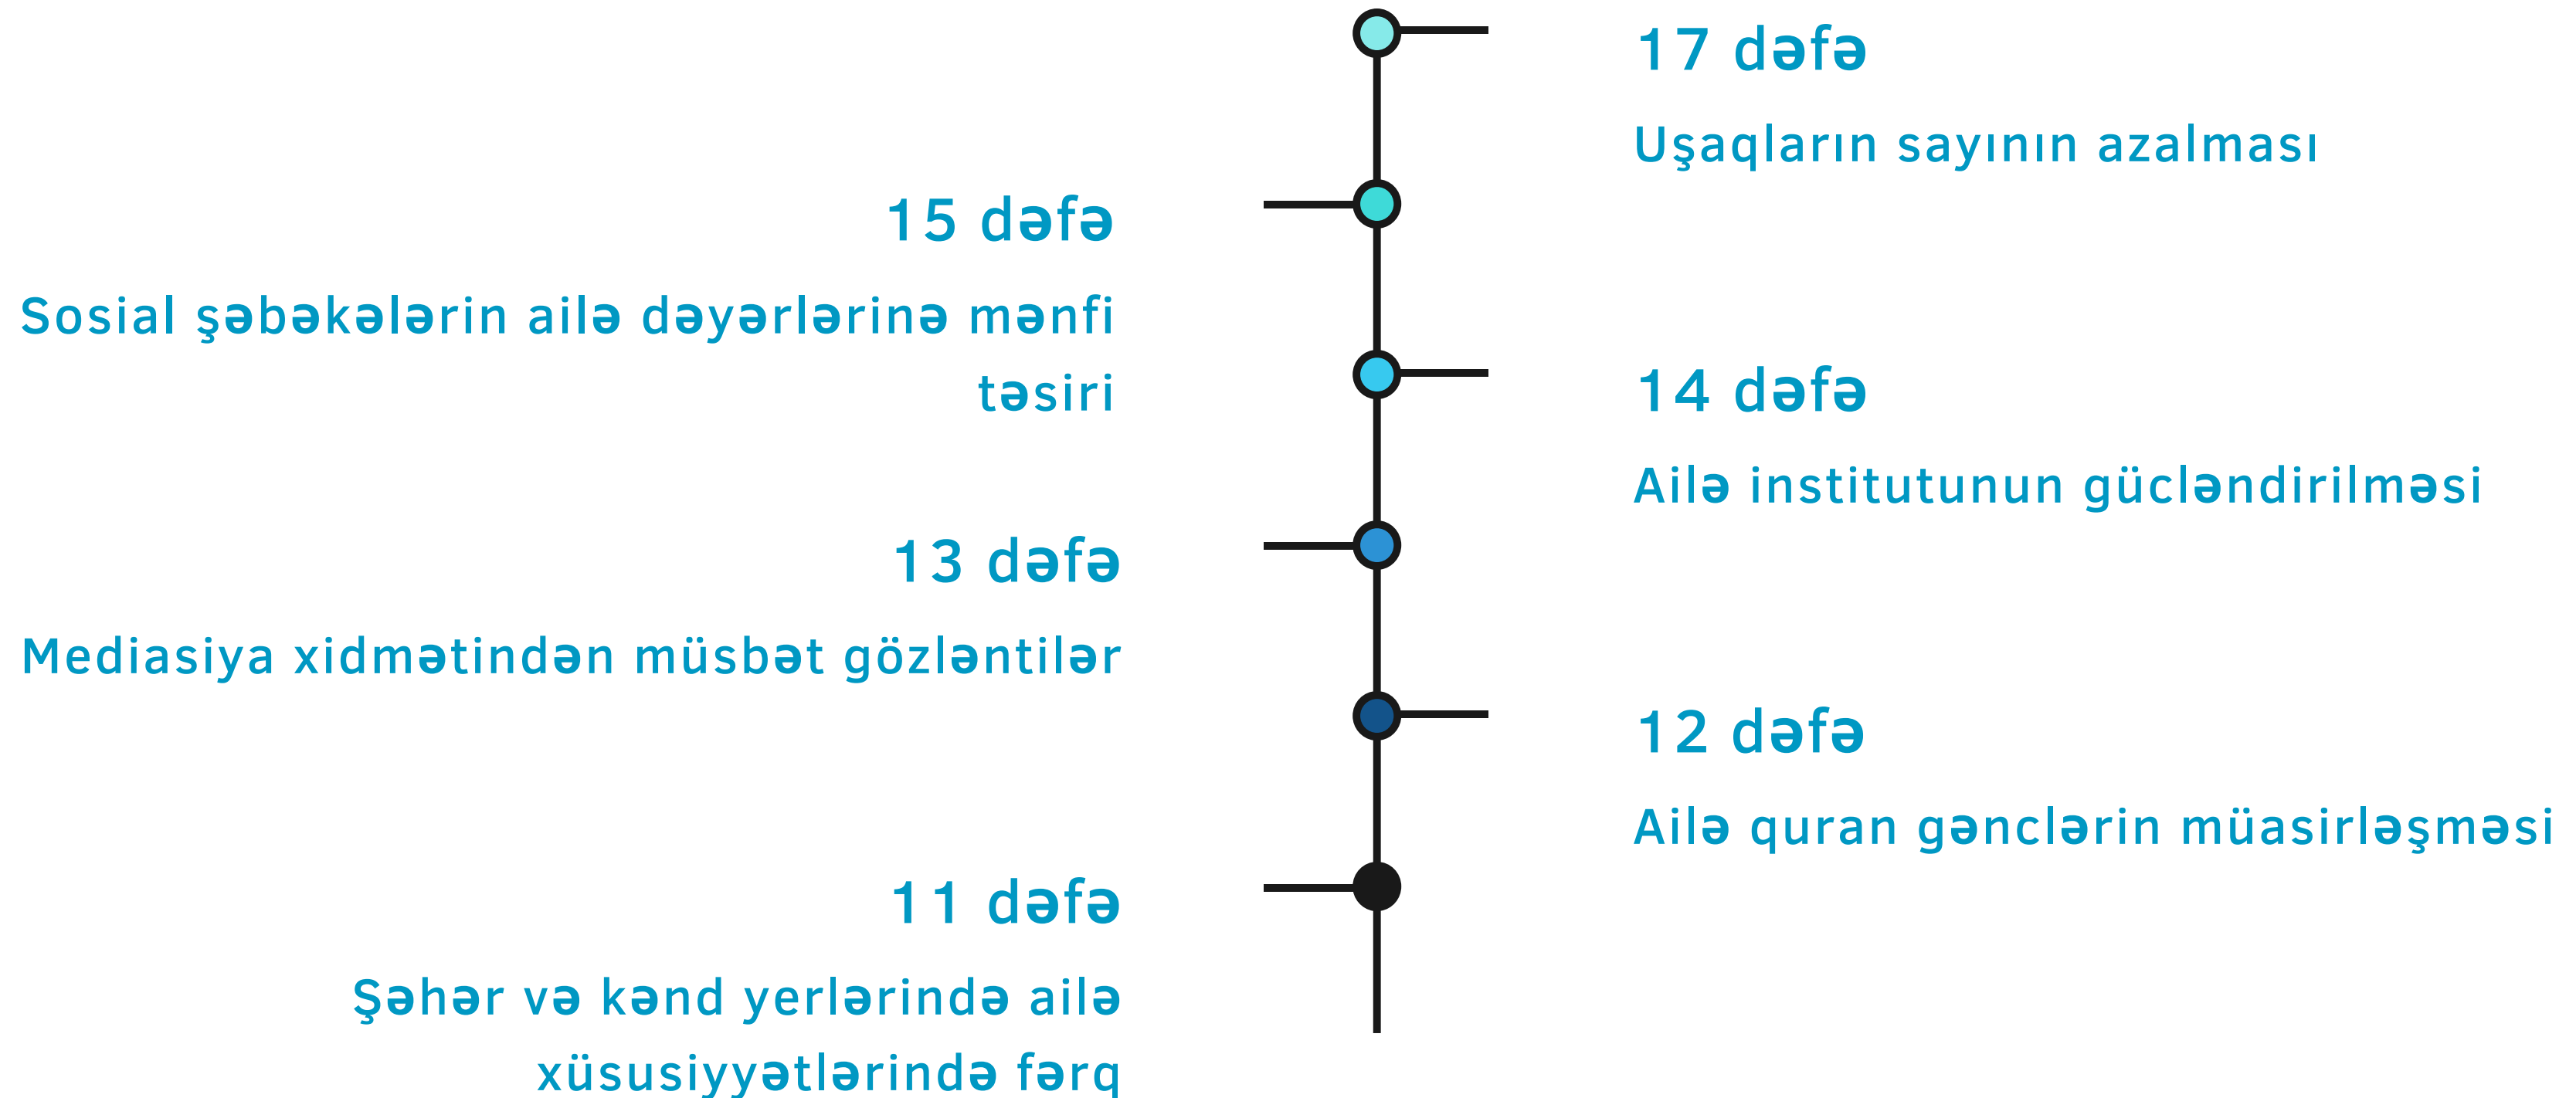 17 dəfə
Uşaqların sayının azalması
15 dəfə
Sosial şəbəkələrin ailə dəyərlərinə mənfi
təsiri
14 dəfə
Ailə institutunun gücləndirilməsi
13 dəfə
Mediasiya xidmətindən müsbət gözləntilər
12 dəfə
Ailə quran gənclərin müasirləşməsi
11 dəfə
Şəhər və kənd yerlərində ailə
xüsusiyyətlərində fərq